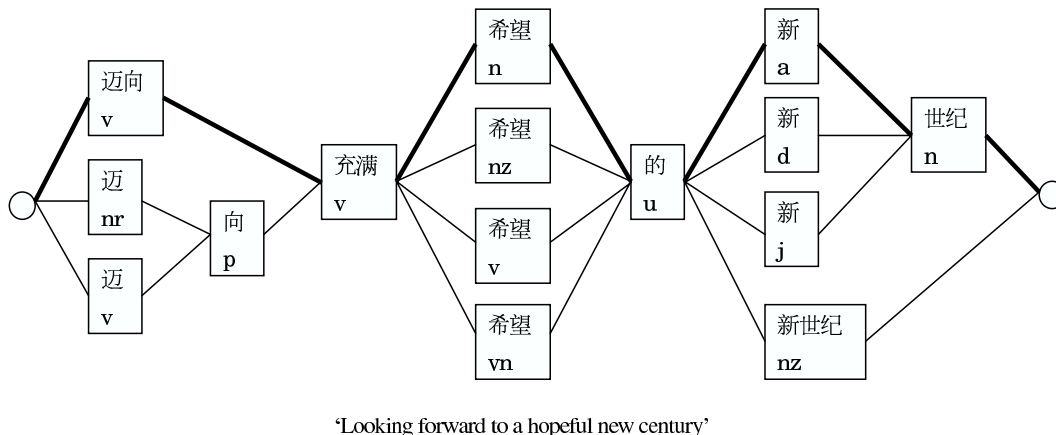 迈向
v
迈
nr
迈
v
向
p
充满
v
希望
n
希望
nz
希望
v
希望
vn
的
u
新
a
新
d
新
j
新世纪
nz
世纪
n
‘Looking forward to a hopeful new century’